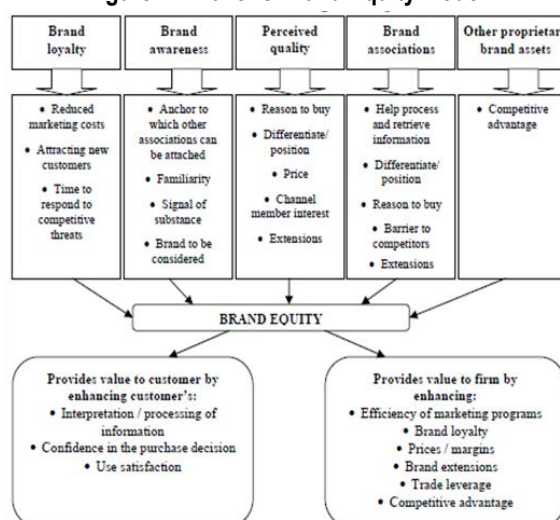 Brand Equity
Brand
loyalty
Brand
awareness
Perceived
quality
Brand
associations
Other proprietar
brand assets
• Reduced
marketing costs
• Attracting new
customers
• Time to
respond to
competitive
threats
• Anchor to
which other
associations can
be attached
• Familiarity
• Signal of
substance
• Brand to be
considered
• Reason to buy
• Differentiate/
position
• Price
• Channel
member interest
• Extensions
• Help process
and retrieve
information
• Differentiate/
position
• Reason to buy
• Barrier to
competitors
• Extensions
• Competitive
advantage
BRAND EQUITY
Provides value to customer by
enhancing customer's:
• Interpretation / processing of
information
• Confidence in the purchase decision
• Use satisfaction
Provides value to firm by
enhancing:
• Efficiency of marketing programs
• Brand loyalty
• Prices / margins
• Brand extensions
• Trade leverage
• Competitive advantage